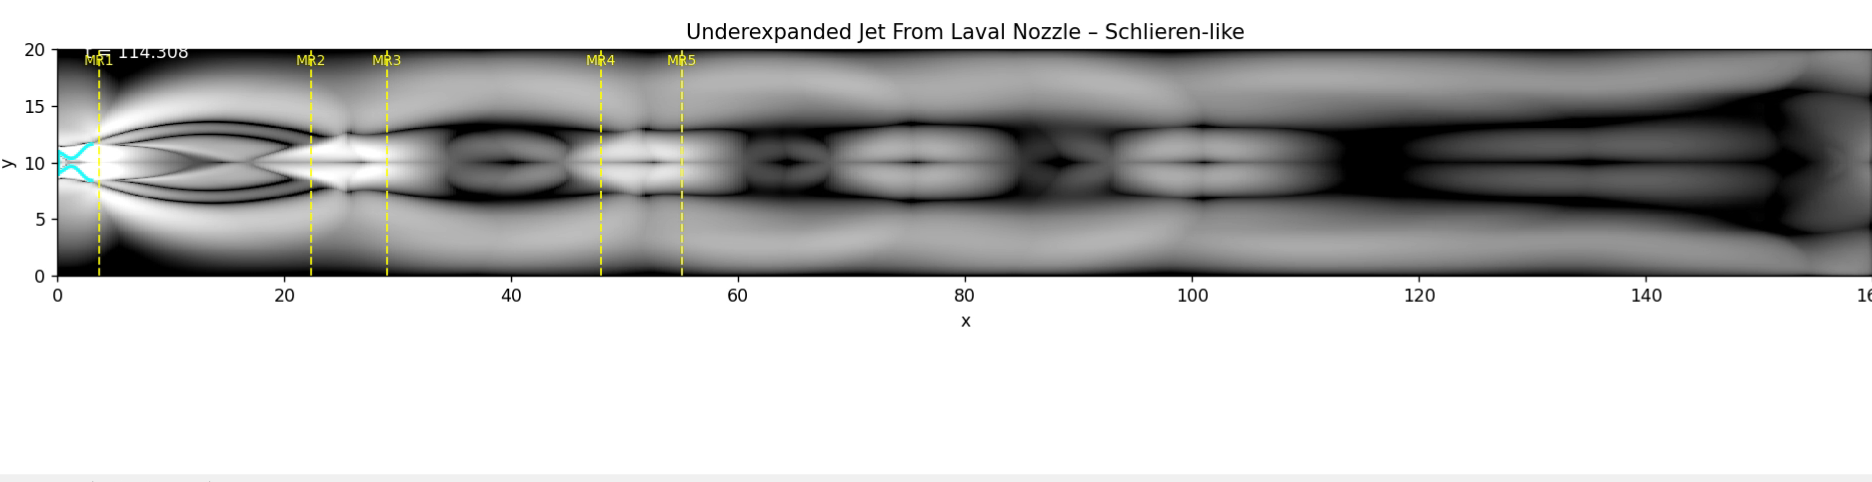 Underexpanded Jet From Laval Nozzle – Schlieren-like
t = 114.308
MR1 MR2 MR3 MR4 MR5
20
15
10
5
0
y
0 20 40 60 80 100 120 140 16
x